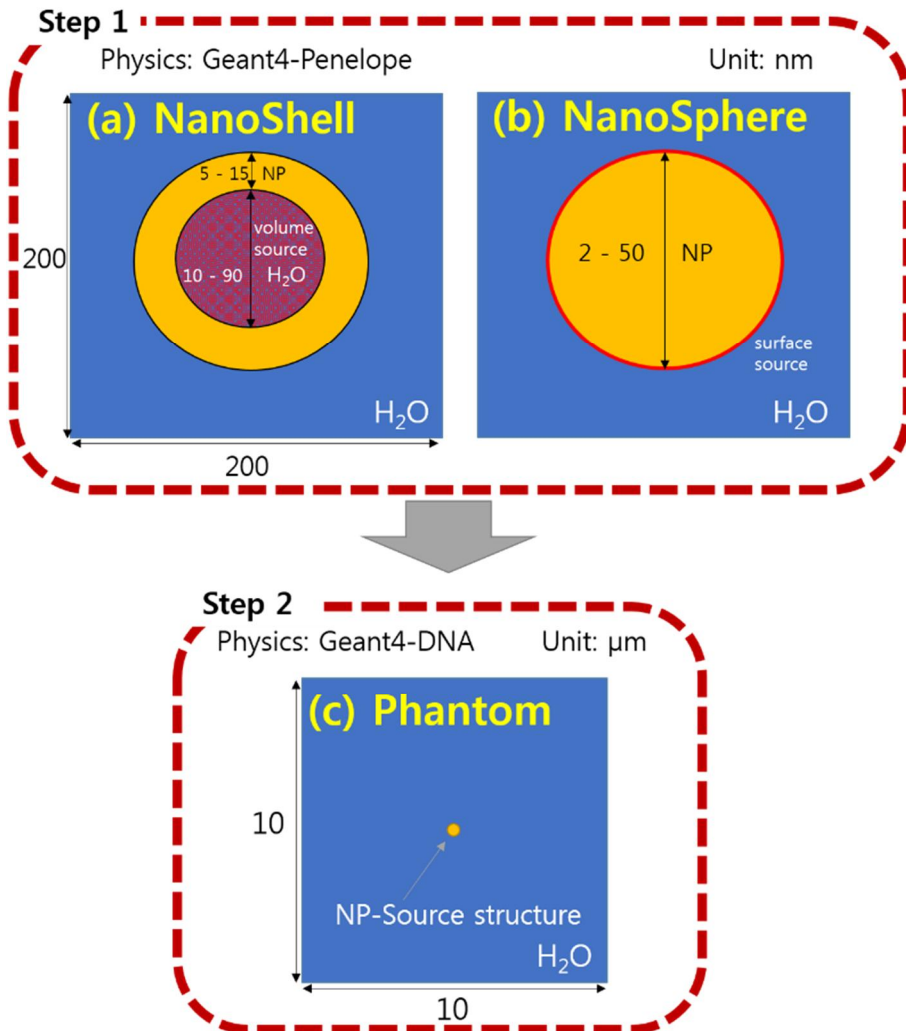 Step 1
Physics: Geant4-Penelope
Unit: nm
(a) NanoShell
5 - 15 NP
volume
source
10 - 90 H₂O
200
H₂O
200
(b) NanoSphere
2 - 50 NP
surface
source
H₂O
Step 2
Physics: Geant4-DNA
Unit: μm
(c) Phantom
10
NP-Source structure
H₂O
10